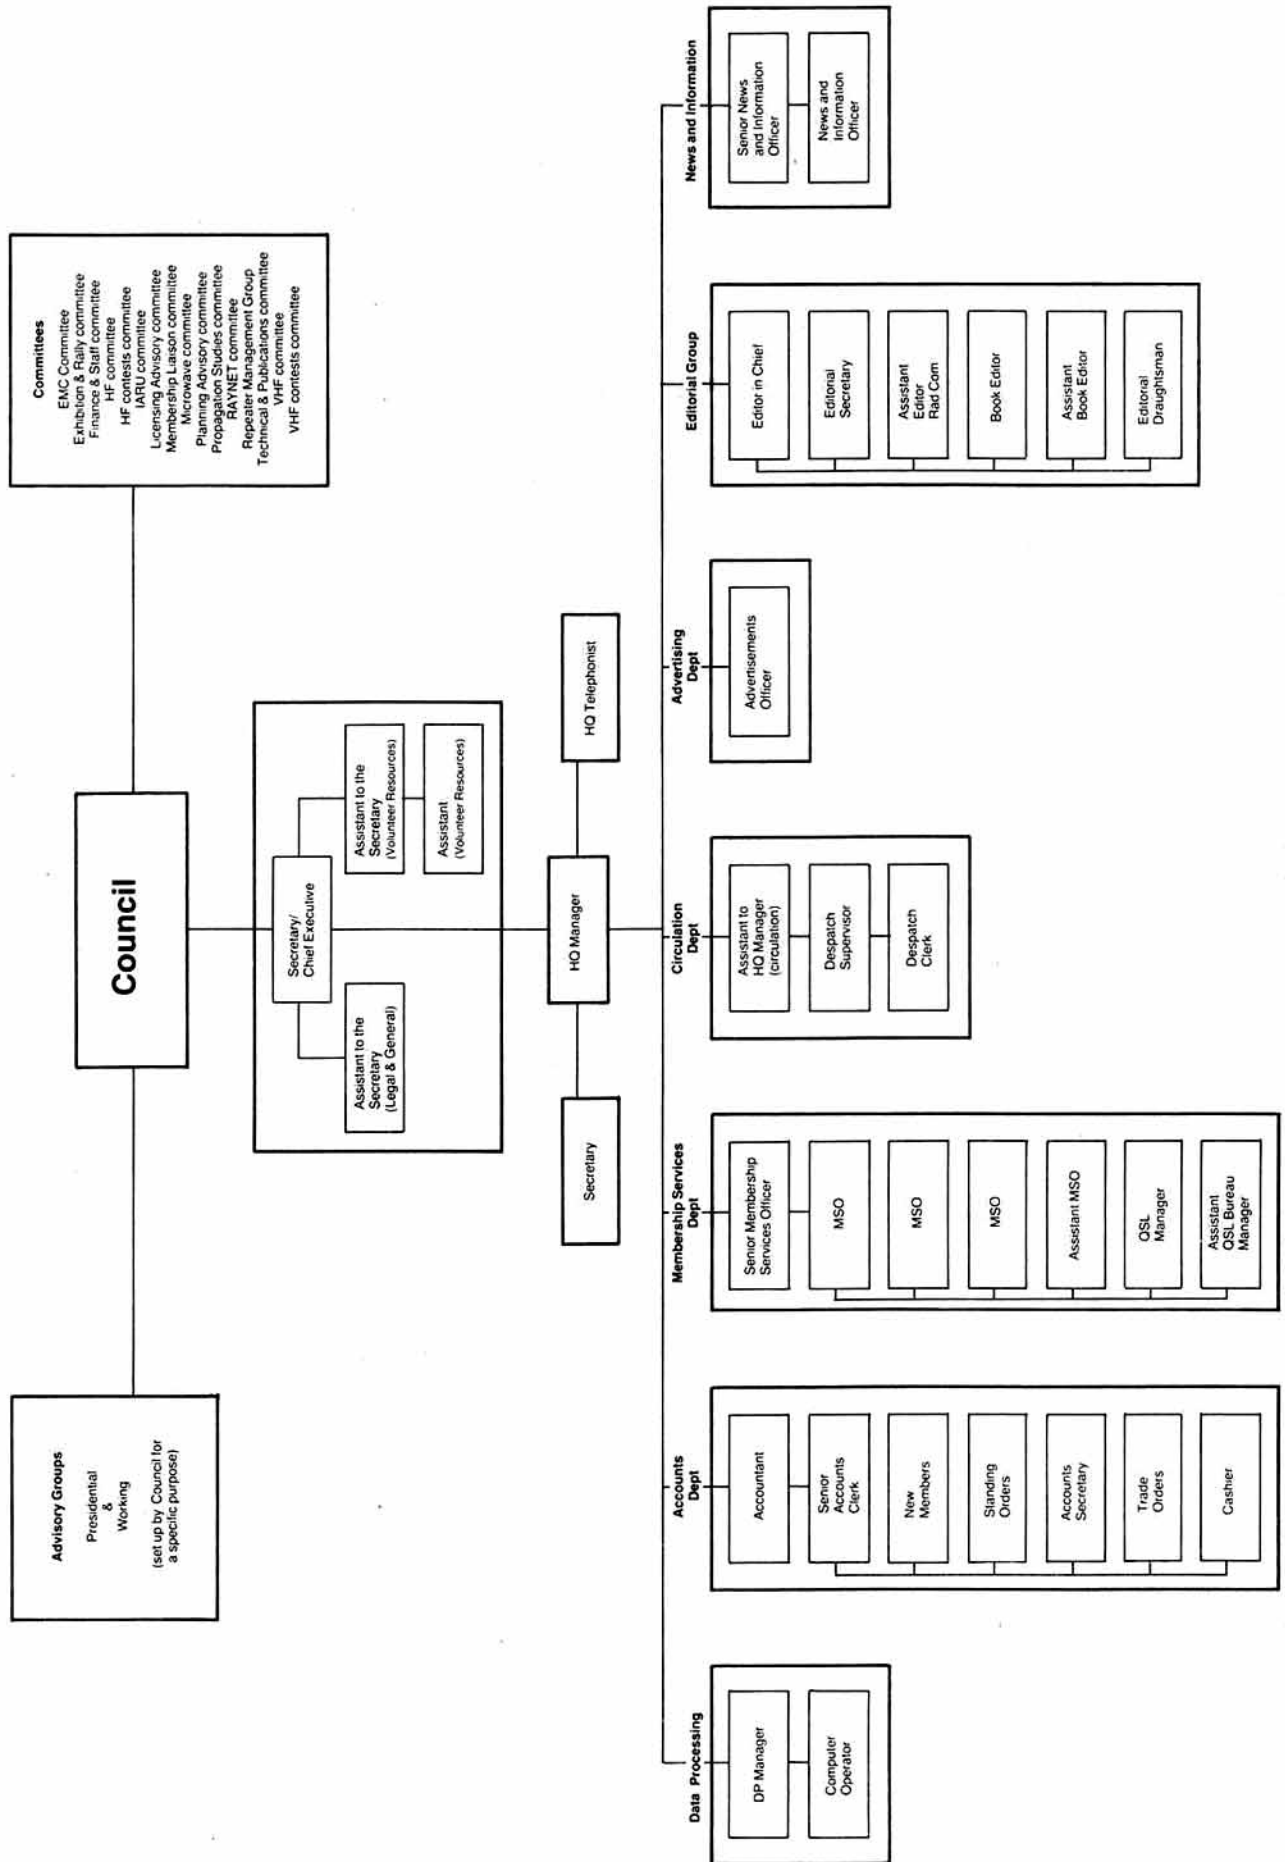 Council
Advisory Groups
Presidential
&
Working
(set up by Council for
a specific purpose)
Committees
EMC Committee
Exhibition & Rally committee
Finance & Staff committee
HF committee
HF contests committee
IARU committee
Licensing Advisory committee
Membership Liaison committee
Microwave committee
Planning Advisory committee
Propagation Studies committee
RAYNET committee
Repeater Management Group
Technical & Publications committee
VHF committee
VHF contests committee
Secretary/
Chief Executive
Assistant to the
Secretary
(Legal & General)
Assistant to the
Secretary
(Volunteer Resources)
Assistant
(Volunteer Resources)
Secretary
HQ Manager
HQ Telephonist
Data Processing
DP Manager
Computer
Operator
Accounts
Dept
Accountant
Senior
Accounts
Clerk
New
Members
Standing
Orders
Accounts
Secretary
Trade
Orders
Cashier
Membership Services
Dept
Senior Membership
Services Officer
MSO
MSO
MSO
Assistant MSO
QSL
Manager
Assistant
QSL Bureau
Manager
Circulation
Dept
Assistant to
HQ Manager
(circulation)
Despatch
Supervisor
Despatch
Clerk
Advertising
Dept
Advertisements
Officer
Editorial Group
Editor in Chief
Editorial
Secretary
Assistant
Editor
Rad Com
Book Editor
Assistant
Book Editor
Editorial
Draughtsman
News and Information
Senior News
and Information
Officer
News and
Information
Officer